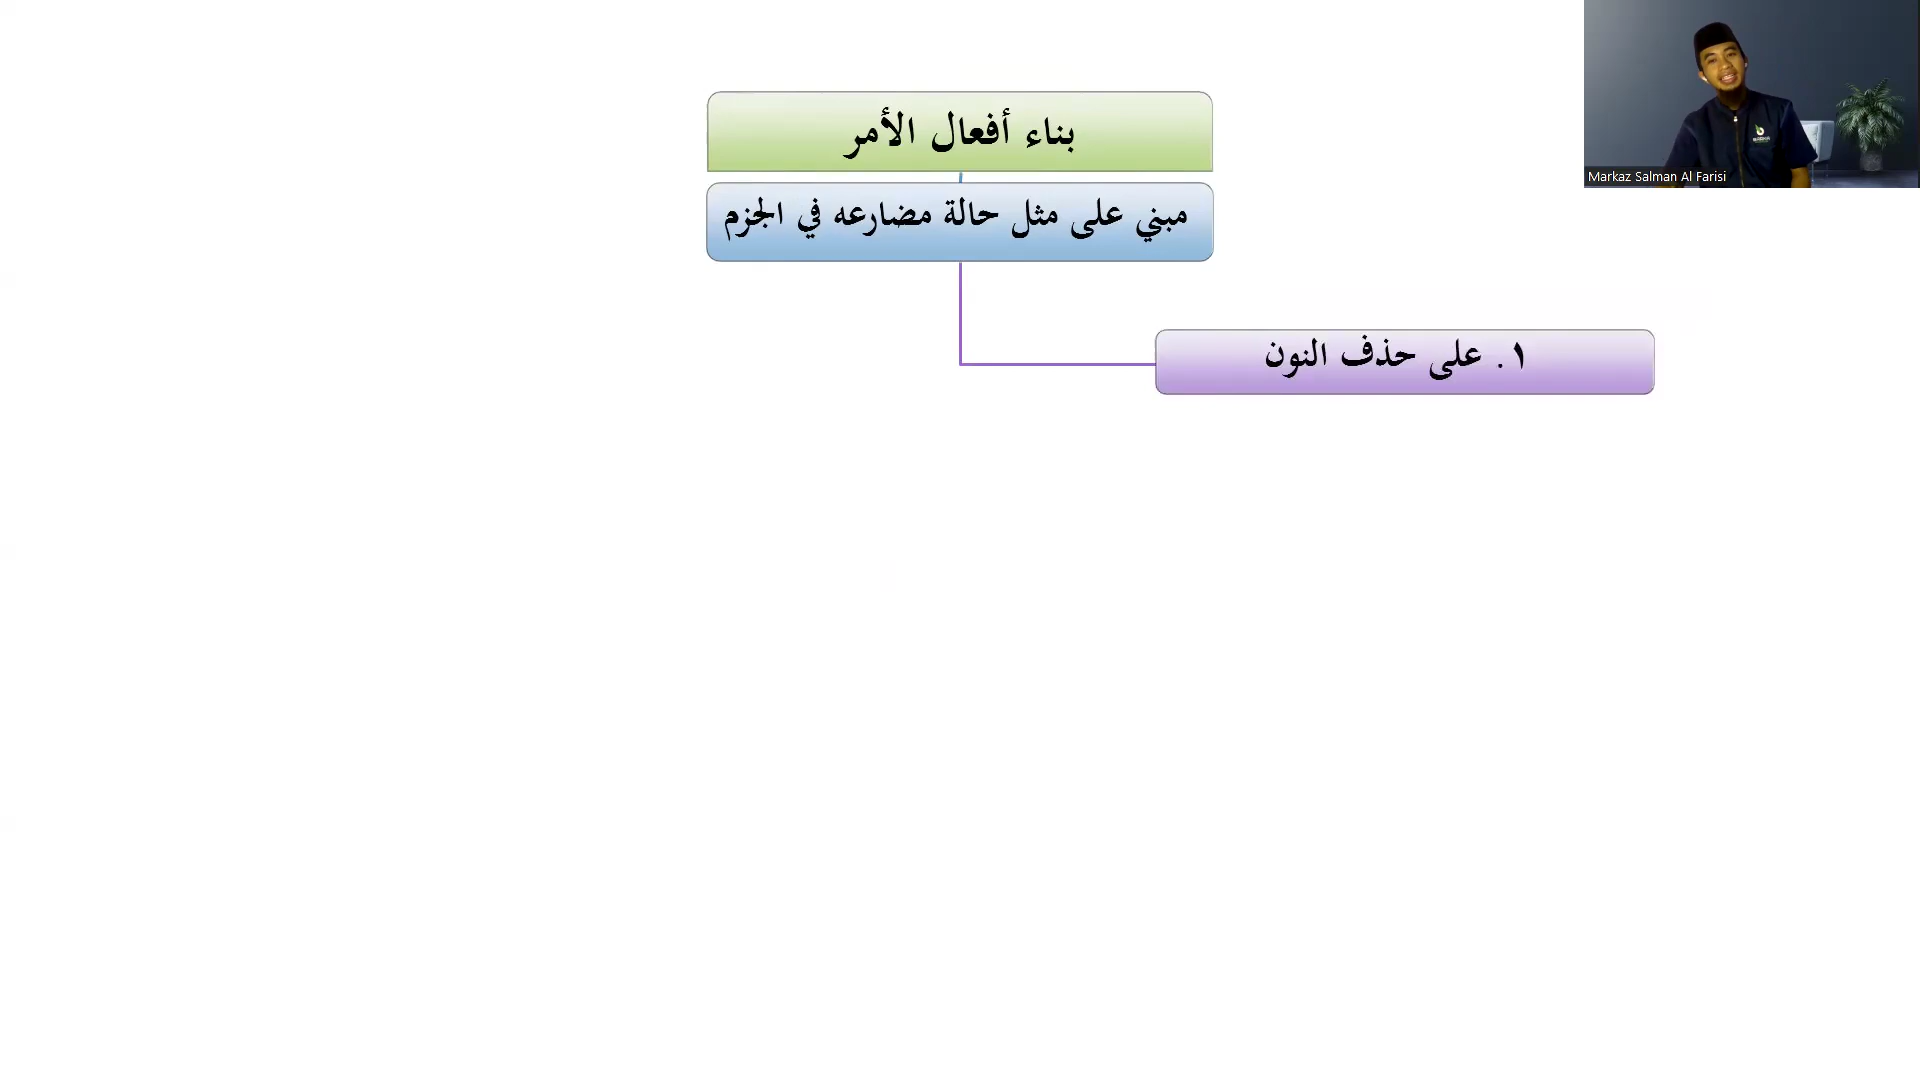 بناء أفعال الأمر
مبني على مثل حالة مضارعه في الجزم
١. على حذف النون
Markaz Salman Al Farisi